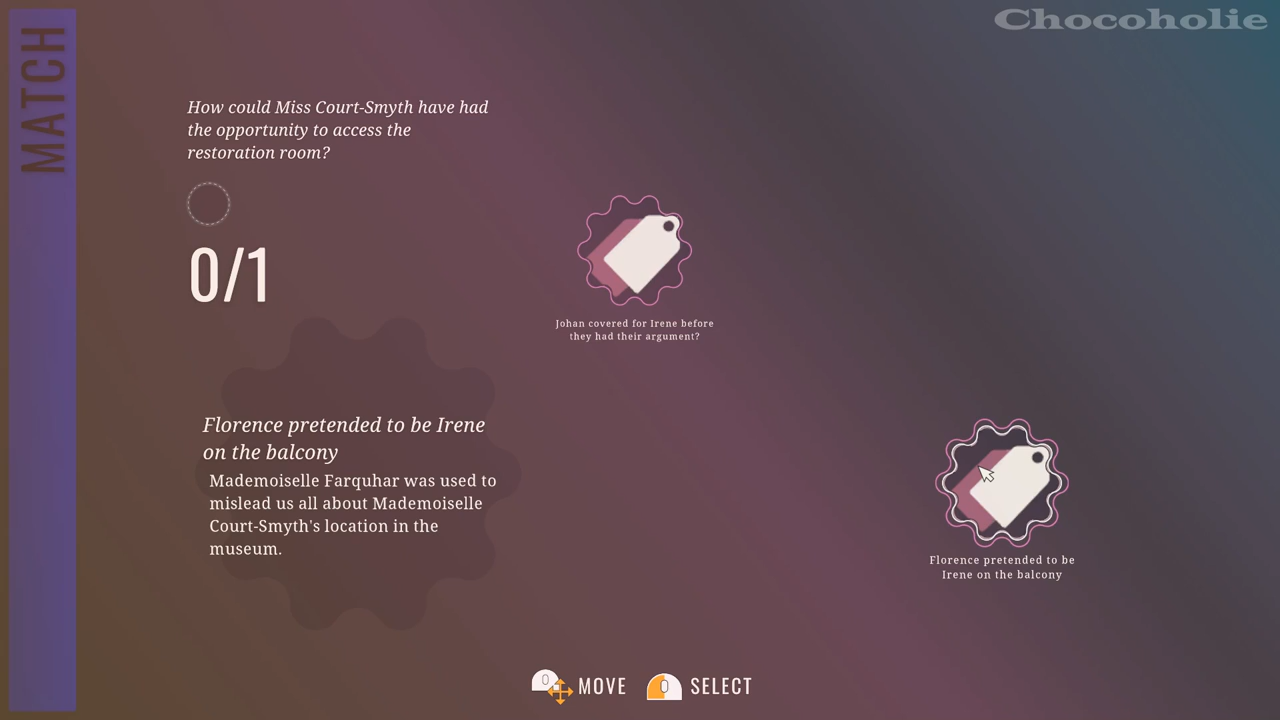 Chocoholie
MATCH
How could Miss Court-Smyth have had
the opportunity to access the
restoration room?
0/1
Johan covered for Irene before
they had their argument?
Florence pretended to be Irene
on the balcony
Mademoiselle Farquhar was used to
mislead us all about Mademoiselle
Court-Smyth's location in the
museum.
Florence pretended to be
Irene on the balcony
MOVE
SELECT